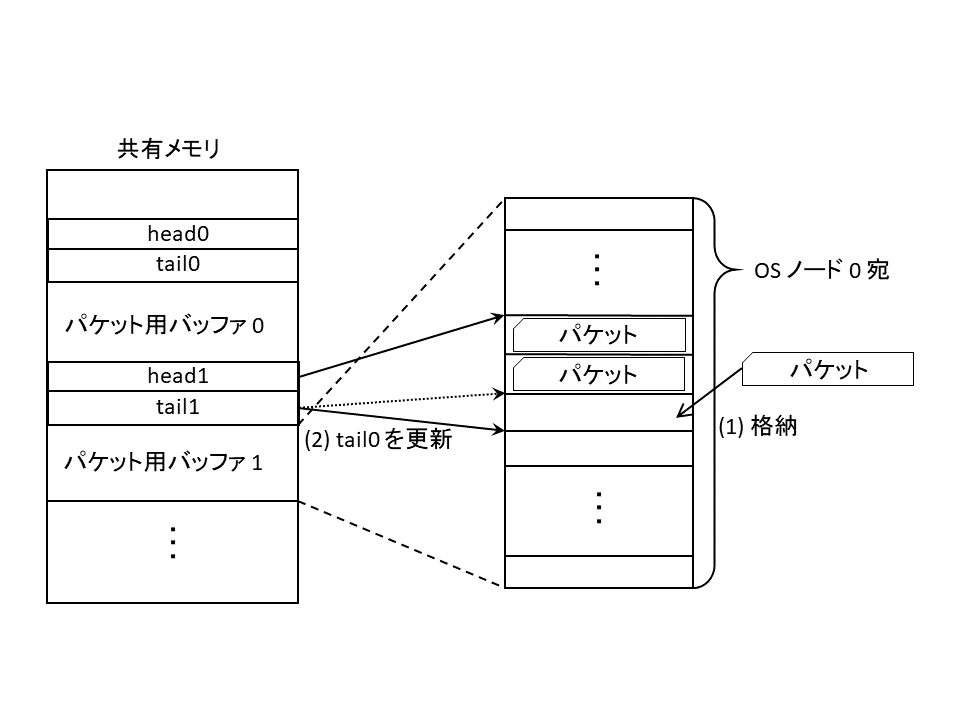 共有メモリ
head0
tail0
パケット用バッファ 0
head1
tail1
パケット用バッファ 1
⋮
⋮
パケット
パケット
⋮
OS ノード 0 宛
パケット
(1) 格納
(2) tail0 を更新